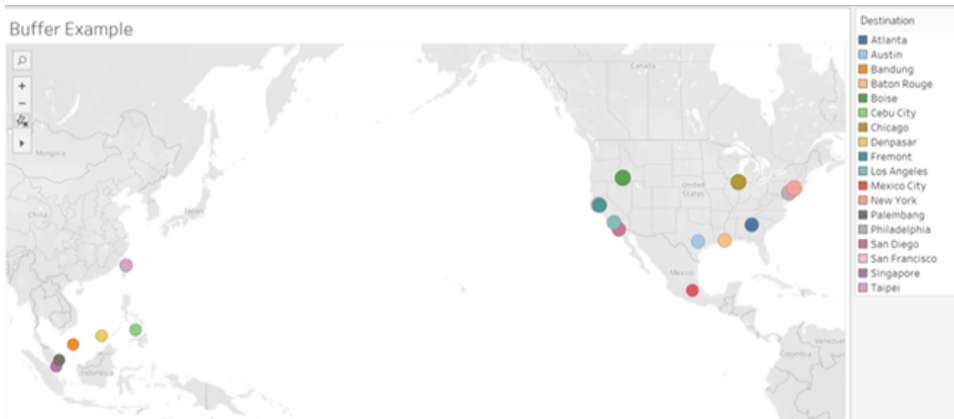 Buffer Example
Destination
Atlanta
Austin
Bandung
Baton Rouge
Boise
Cebu City
Chicago
Denpasar
Fremont
Los Angeles
Mexico City
New York
Palembang
Philadelphia
San Diego
San Francisco
Singapore
Taipei
Canada
Mongolia
United
States
China
Japan
Mexico
Indonesia
Venezuela
Colombia